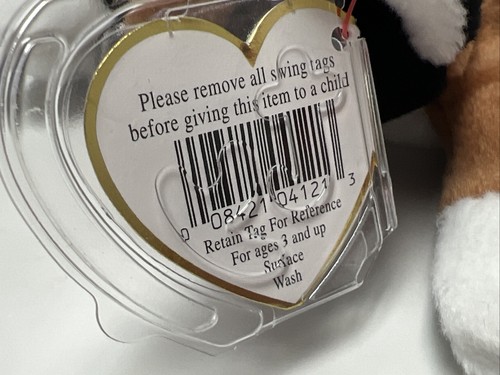 Please remove all swing tags
before giving this item to a child
0 08421-04121 3
Retain Tag For Reference
For ages 3 and up
Surface
Wash